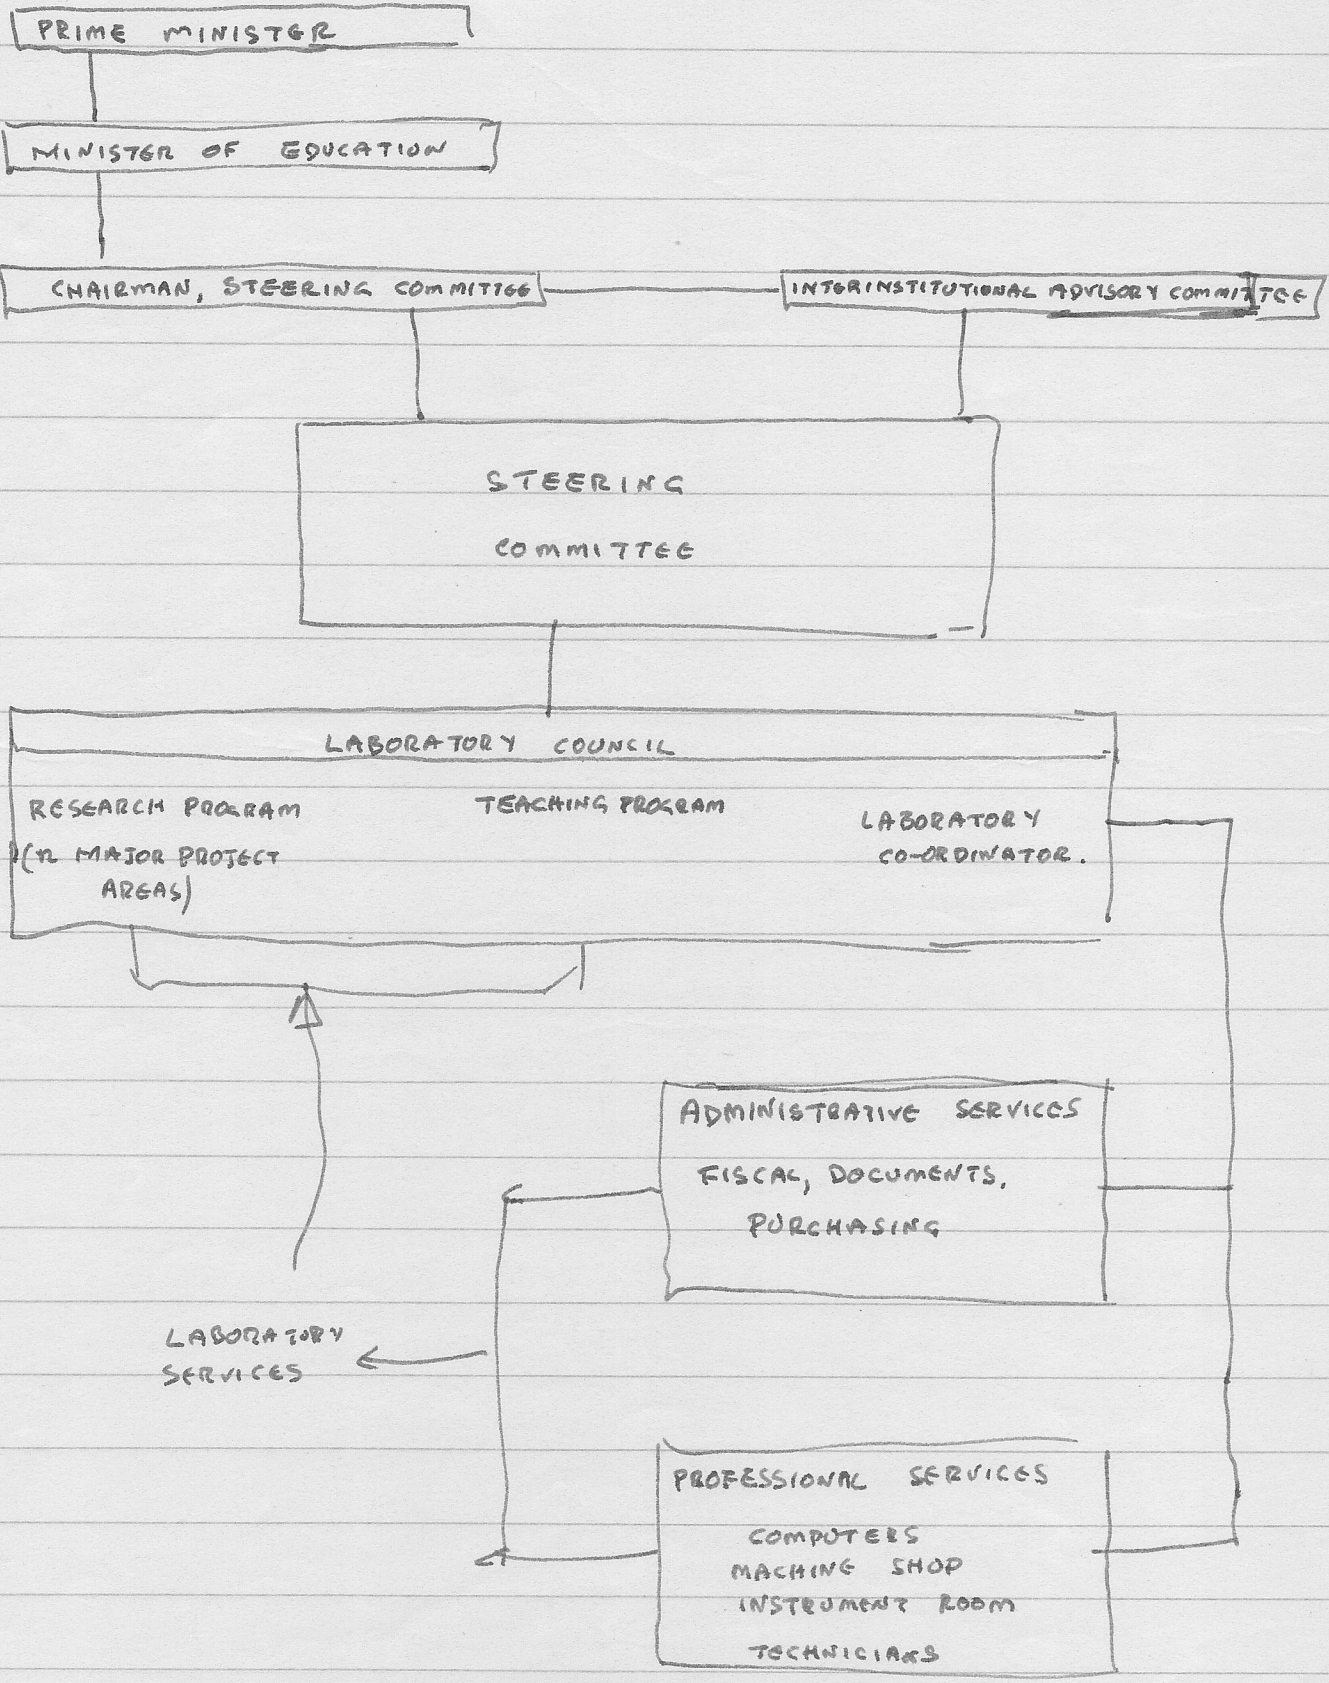 PRIME MINISTER
MINISTER OF EDUCATION
CHAIRMAN, STEERING COMMITTEE
INTERINSTITUTIONAL ADVISORY COMMITTEE
STEERING
COMMITTEE
LABORATORY COUNCIL
RESEARCH PROGRAM
(n MAJOR PROJECT
AREAS)
TEACHING PROGRAM
LABORATORY
CO-ORDINATOR.
ADMINISTRATIVE SERVICES
FISCAL, DOCUMENTS,
PURCHASING
LABORATORY
SERVICES
PROFESSIONAL SERVICES
COMPUTERS
MACHINE SHOP
INSTRUMENT ROOM
TECHNICIANS